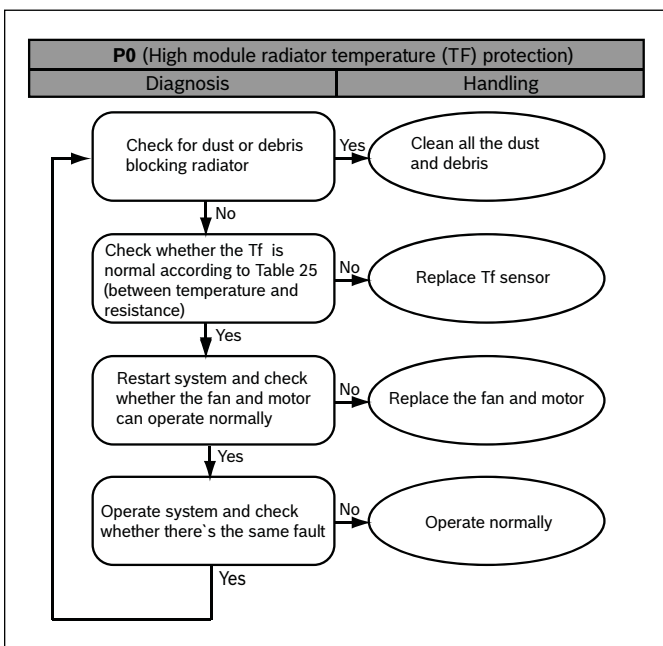 P0 (High module radiator temperature (TF) protection)
Diagnosis
Handling
Check for dust or debris
blocking radiator
Yes
Clean all the dust
and debris
No
Check whether the Tf is
normal according to Table 25
(between temperature and
resistance)
No
Replace Tf sensor
Yes
Restart system and check
whether the fan and motor
can operate normally
No
Replace the fan and motor
Yes
Operate system and check
whether there`s the same fault
No
Operate normally
Yes